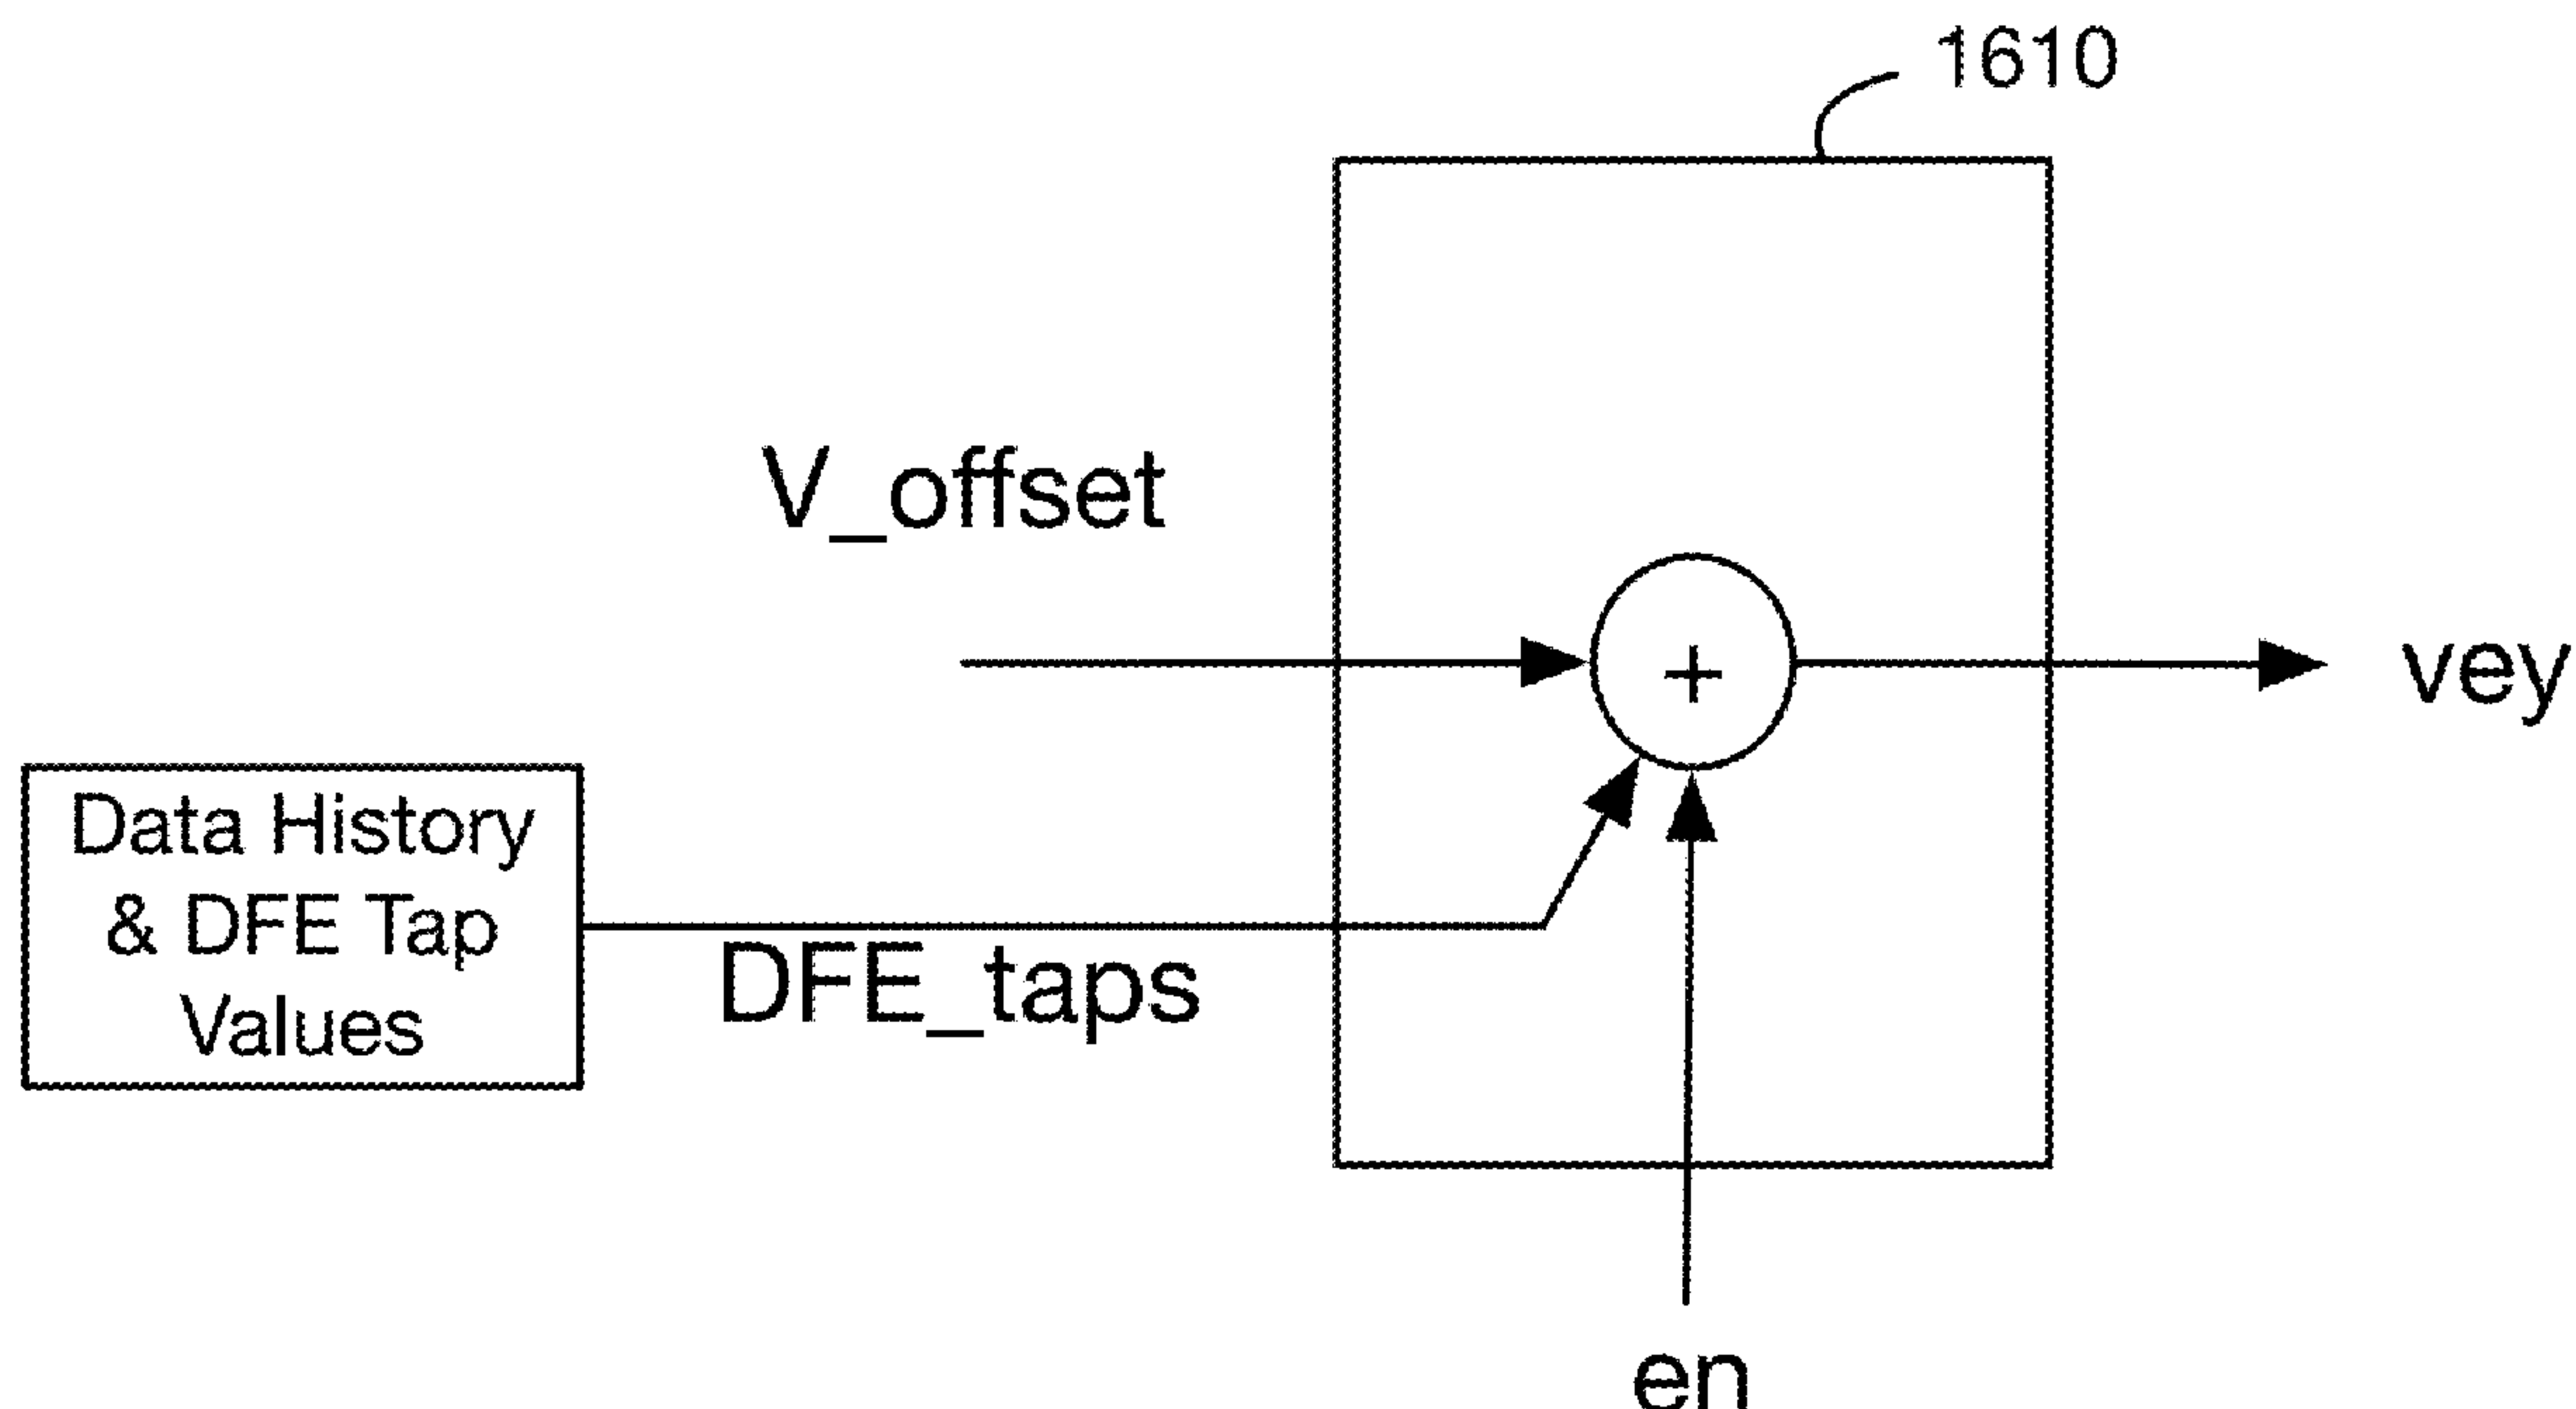 1610
V_offset
+
vey
Data History
& DFE Tap
Values
DFE_taps
en